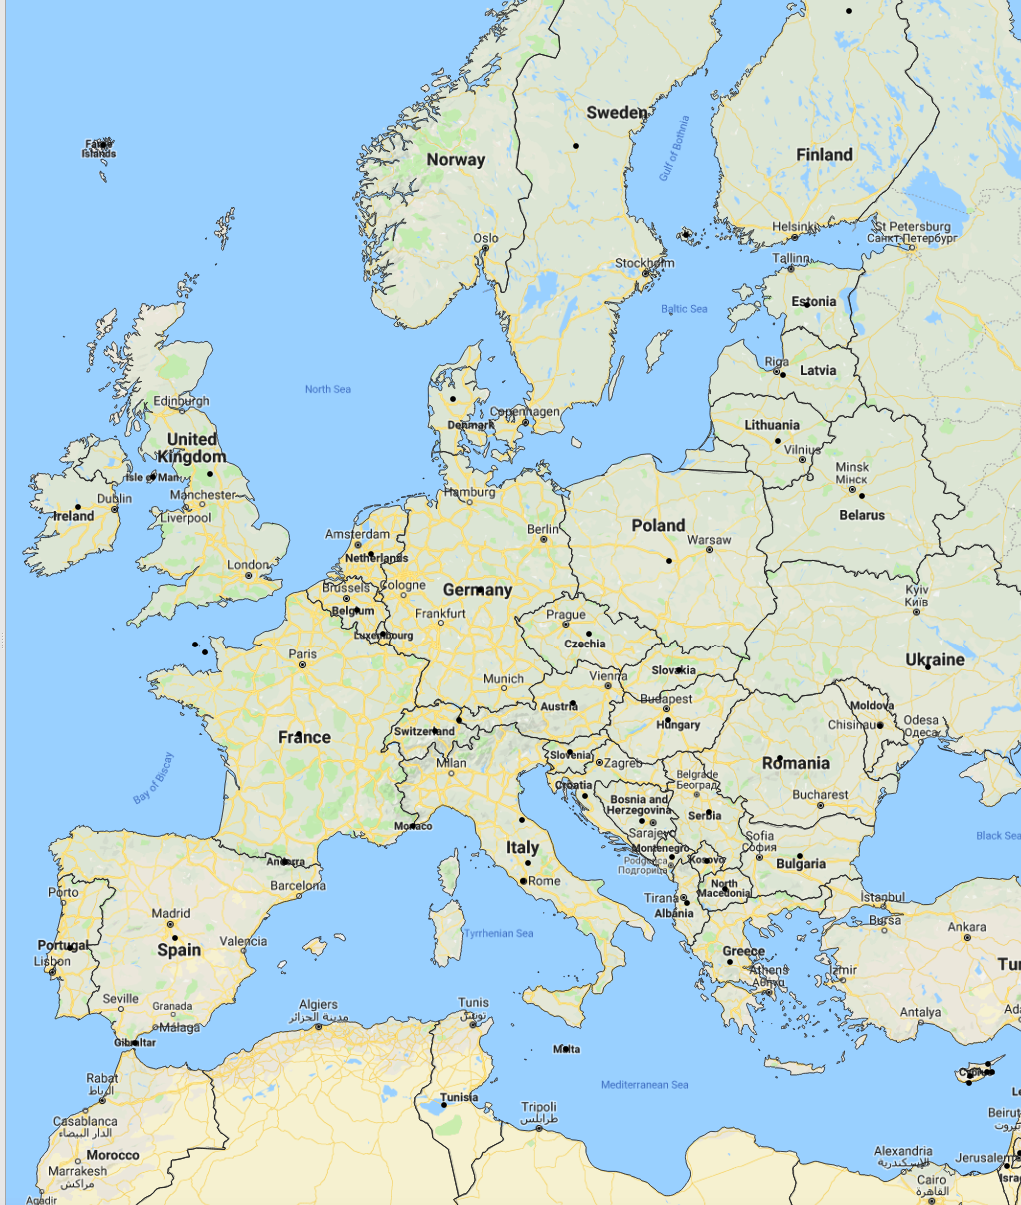 Sweden
Faroe
Islands
Gulf of Bothnia
Norway
Finland
Oslo
Helsinki
St Petersburg
Санкт-Петербург
Stockholm
Tallinn
Estonia
Baltic Sea
Riga
Latvia
North Sea
Edinburgh
Copenhagen
Denmark
Lithuania
United
Kingdom
Vilnius
Minsk
Мінск
Isle of Man
Hamburg
Dublin
Manchester
Ireland
Liverpool
Belarus
Poland
Berlin
Amsterdam
Warsaw
Netherlands
London
Brussels
Cologne
Germany
Kyiv
Київ
Belgium
Frankfurt
Prague
Luxembourg
Czechia
Paris
Ukraine
Slovakia
Munich
Vienna
Budapest
Austria
Moldova
Hungary
Chisinau
Odesa
Одеса
Switzerland
France
Slovenia
Zagreb
Milan
Romania
Bay of Biscay
Belgrade
Београд
Croatia
Bosnia and
Herzegovina
Bucharest
Serbia
Monaco
Sarajevo
Sofia
София
Black Sea
Italy
Montenegro
Podgorica
Подгорица
Kosovo
Bulgaria
Andorra
Rome
Barcelona
North
Macedonia
Porto
Tirana
İstanbul
Albania
Madrid
Bursa
Ankara
Tyrrhenian Sea
Valencia
Portugal
Spain
Greece
Lisbon
Athens
Αθήνα
İzmir
Tur
Seville
Granada
Algiers
مدينة الجزائر
Tunis
تونس
Antalya
Ada
Málaga
Gibraltar
Malta
Cyprus
Rabat
الرباط
Mediterranean Sea
Le
Tunisia
Tripoli
طرابلس
Beirut
بيروت
Casablanca
الدار البيضاء
Morocco
Alexandria
الإسكندرية
Jerusalem
Marrakesh
مراكش
Cairo
القاهرة
Isra
Agadir